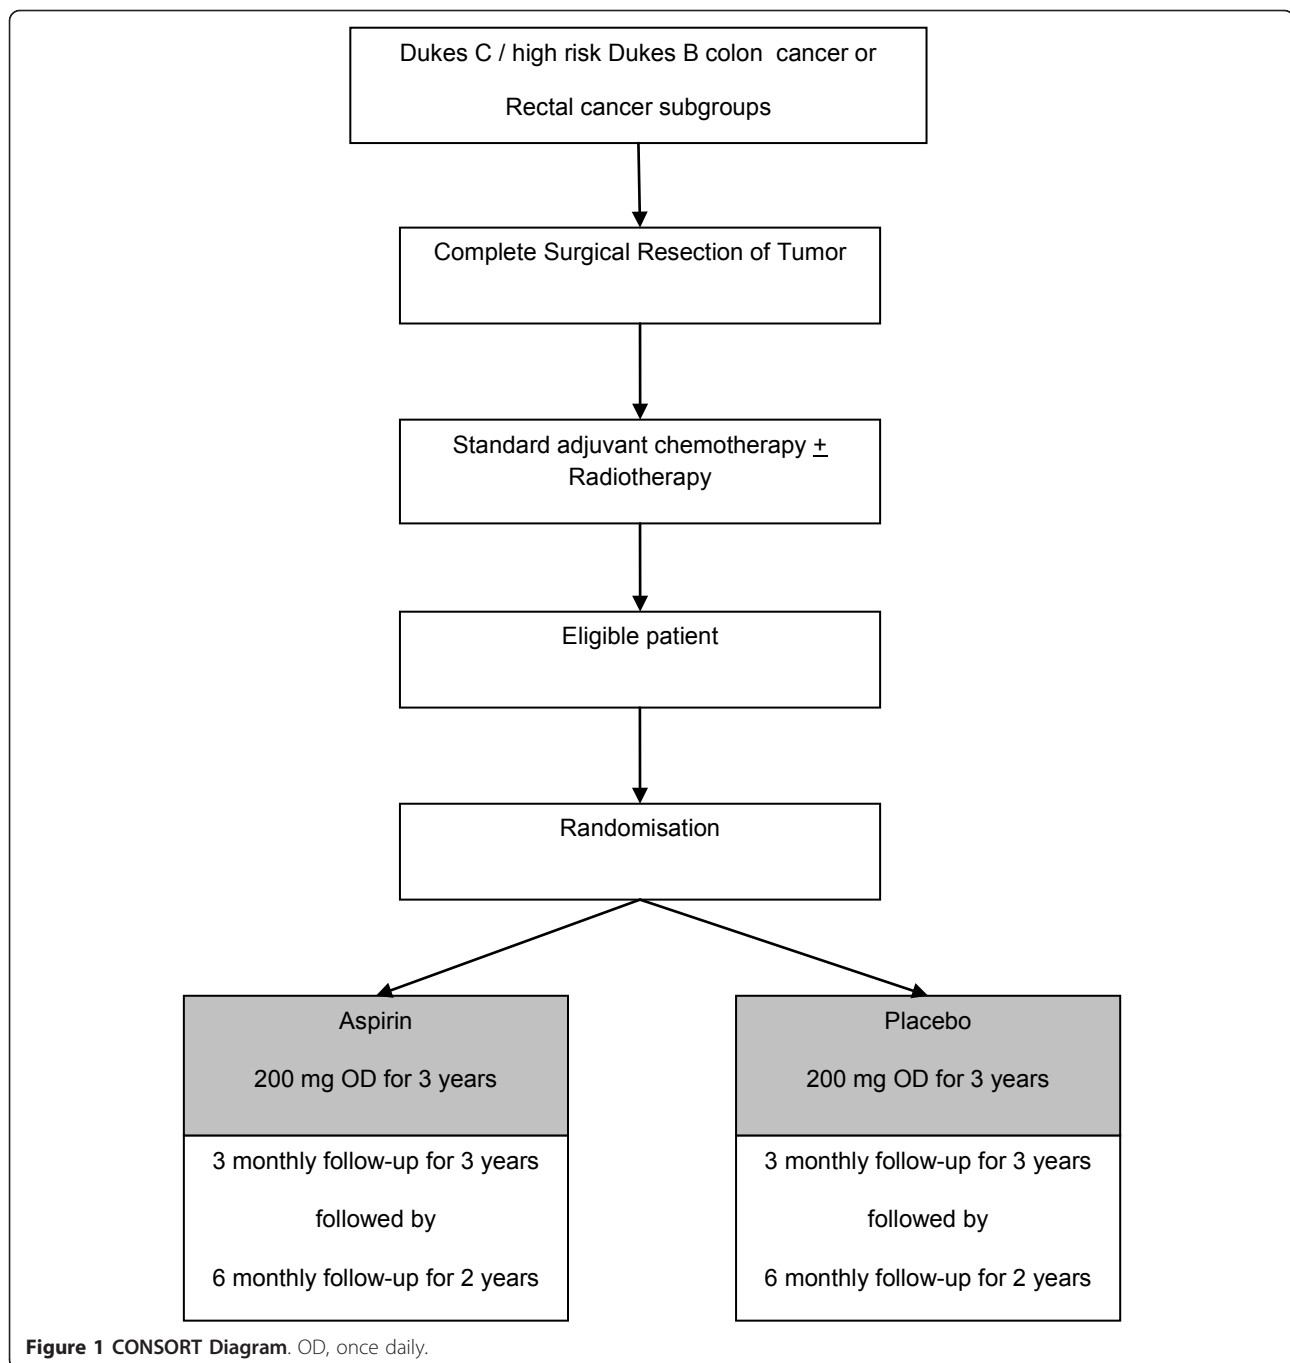 Dukes C / high risk Dukes B colon  cancer or
Rectal cancer subgroups
Complete Surgical Resection of Tumor
Standard adjuvant chemotherapy ±
Radiotherapy
Eligible patient
Randomisation
Aspirin
200 mg OD for 3 years
3 monthly follow-up for 3 years
followed by
6 monthly follow-up for 2 years
Placebo
200 mg OD for 3 years
3 monthly follow-up for 3 years
followed by
6 monthly follow-up for 2 years
Figure 1 CONSORT Diagram. OD, once daily.